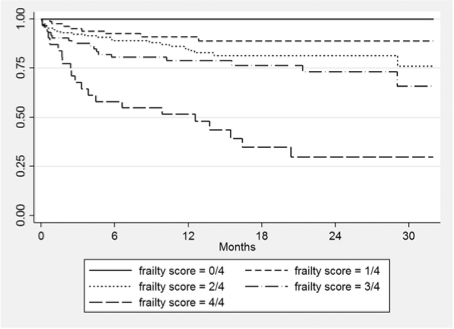 1.00
0.75
0.50
0.25
0.00
0 6 12 18 24 30
Months
frailty score = 0/4 frailty score = 1/4
frailty score = 2/4 frailty score = 3/4
frailty score = 4/4